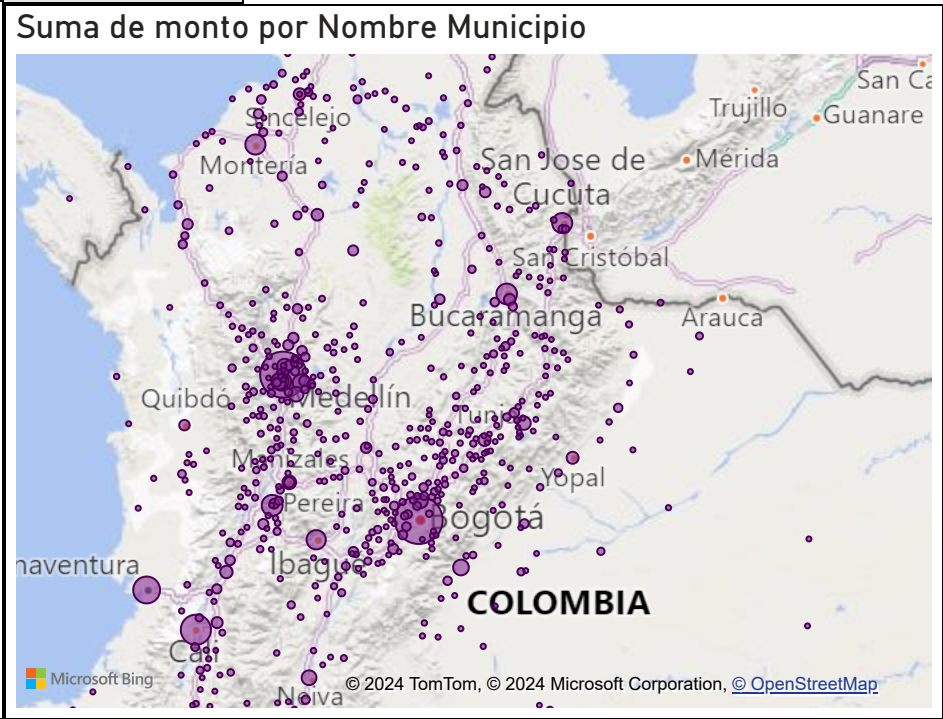 Suma de monto por Nombre Municipio
San Ca
Trujillo
Guanare
Sincelejo
Montería
San Jose de
Cucuta
Mérida
San Cristóbal
Bucaramanga
Arauca
Quibdó
Medellín
Tunja
Manizales
Yopal
Pereira
Bogotá
naventura
Ibagué
COLOMBIA
Cali
Microsoft Bing
© 2024 TomTom, © 2024 Microsoft Corporation, © OpenStreetMap
Neiva